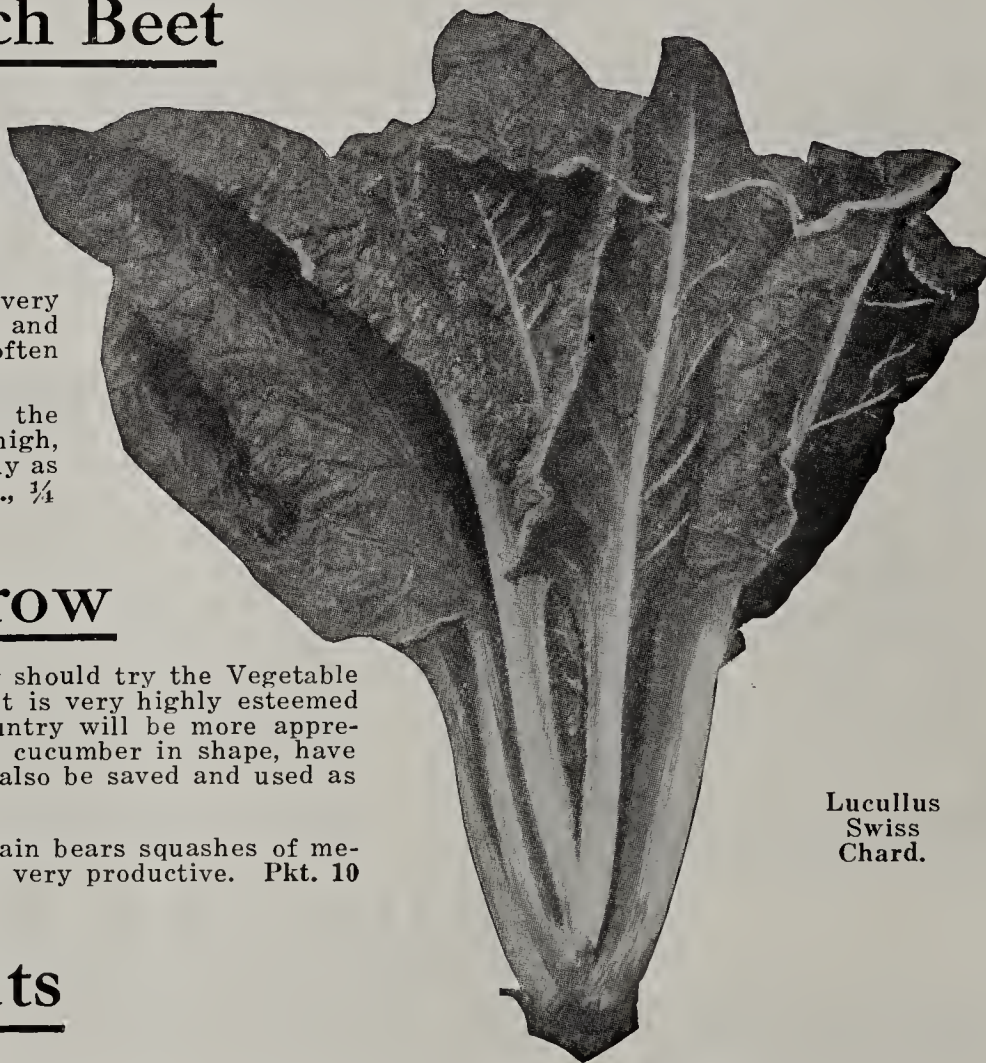 ch Beet
very
and
often
the
high,
y as
., ¼
row
should try the Vegetable
t is very highly esteemed
untry will be more appre-
cucumber in shape, have
also be saved and used as
ain bears squashes of me-
very productive. Pkt. 10
Lucullus
Swiss
Chard.
ts